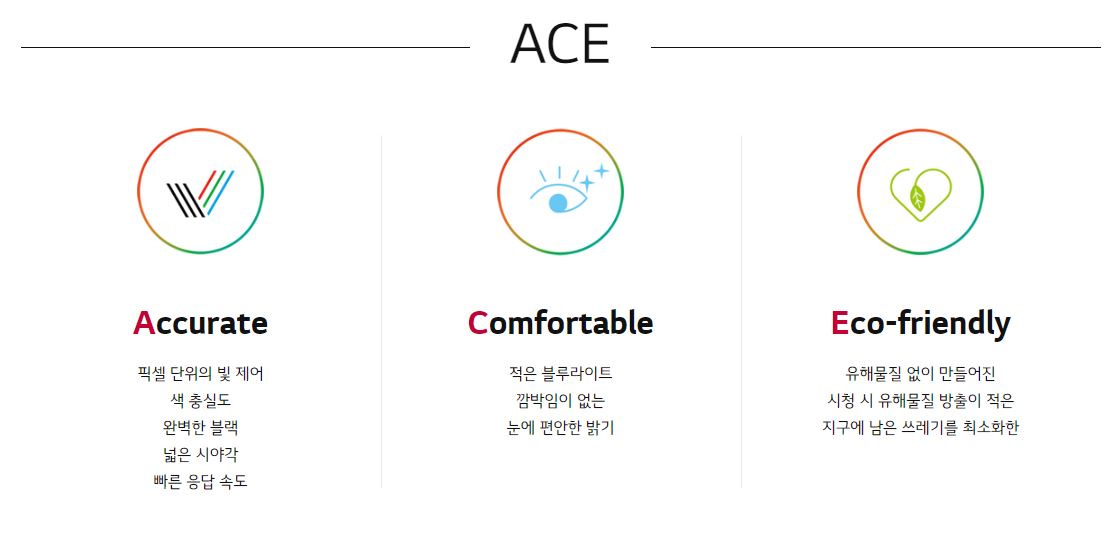 ACE
Accurate
픽셀 단위의 빛 제어
색 충실도
완벽한 블랙
넓은 시야각
빠른 응답 속도
Comfortable
적은 블루라이트
깜박임이 없는
눈에 편안한 밝기
Eco-friendly
유해물질 없이 만들어진
시청 시 유해물질 방출이 적은
지구에 남은 쓰레기를 최소화한